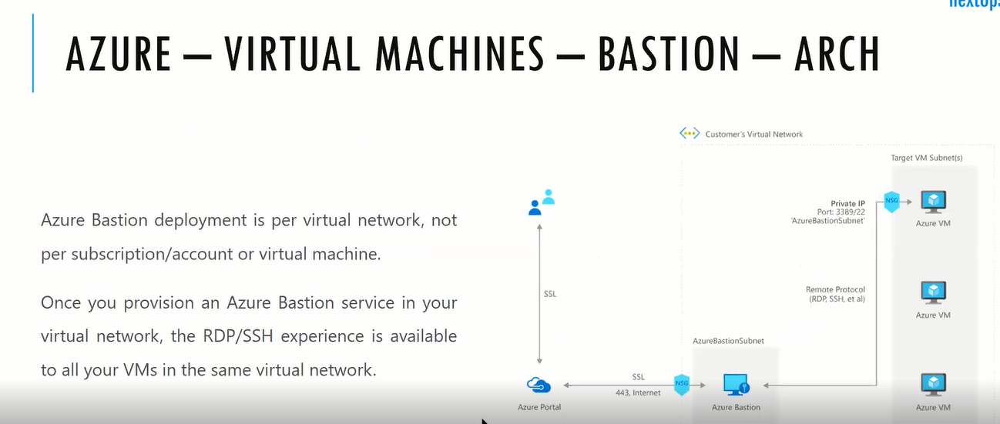 nextops
AZURE – VIRTUAL MACHINES – BASTION – ARCH
Azure Bastion deployment is per virtual network, not
per subscription/account or virtual machine.
Once you provision an Azure Bastion service in your
virtual network, the RDP/SSH experience is available
to all your VMs in the same virtual network.
Customer's Virtual Network
Target VM Subnet(s)
Private IP
Port: 3389/22
'AzureBastionSubnet'
NSG
Azure VM
SSL
Remote Protocol
(RDP, SSH, et al)
Azure VM
AzureBastionSubnet
SSL
443, Internet
NSG
Azure Portal
Azure Bastion
Azure VM